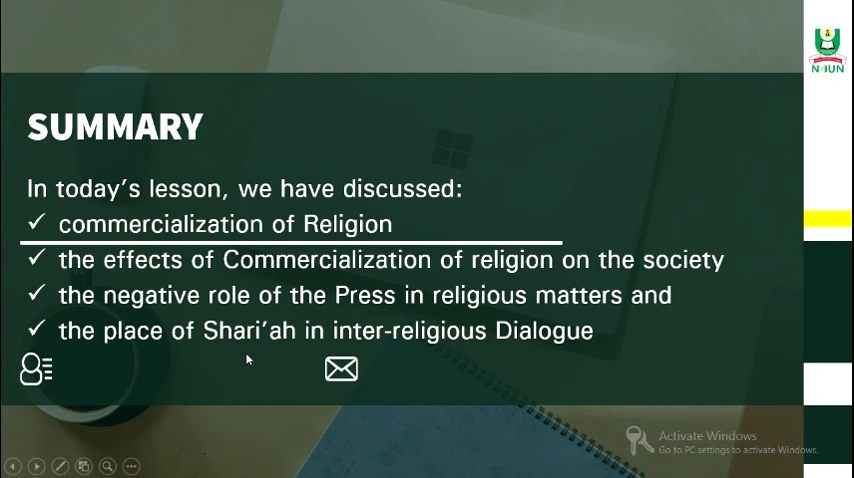 NOUN
SUMMARY
In today's lesson, we have discussed:
✓ commercialization of Religion
✓ the effects of Commercialization of religion on the society
✓ the negative role of the Press in religious matters and
✓ the place of Shari'ah in inter-religious Dialogue
Activate Windows
Go to PC settings to activate Windows.